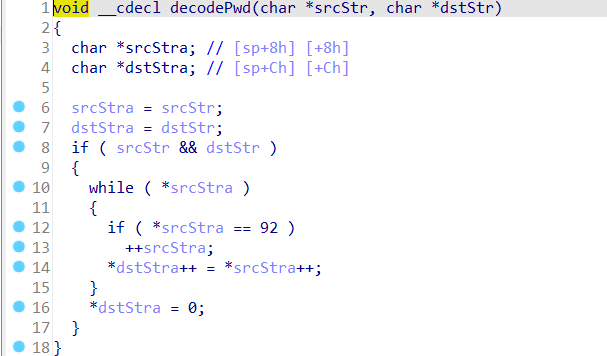 1 void __cdecl decodePwd(char *srcStr, char *dstStr)
2 {
3   char *srcStra; // [sp+8h] [+8h]
4   char *dstStra; // [sp+Ch] [+Ch]
5
6   srcStra = srcStr;
7   dstStra = dstStr;
8   if ( srcStr && dstStr )
9   {
10     while ( *srcStra )
11     {
12       if ( *srcStra == 92 )
13         ++srcStra;
14       *dstStra++ = *srcStra++;
15     }
16     *dstStra = 0;
17   }
18 }